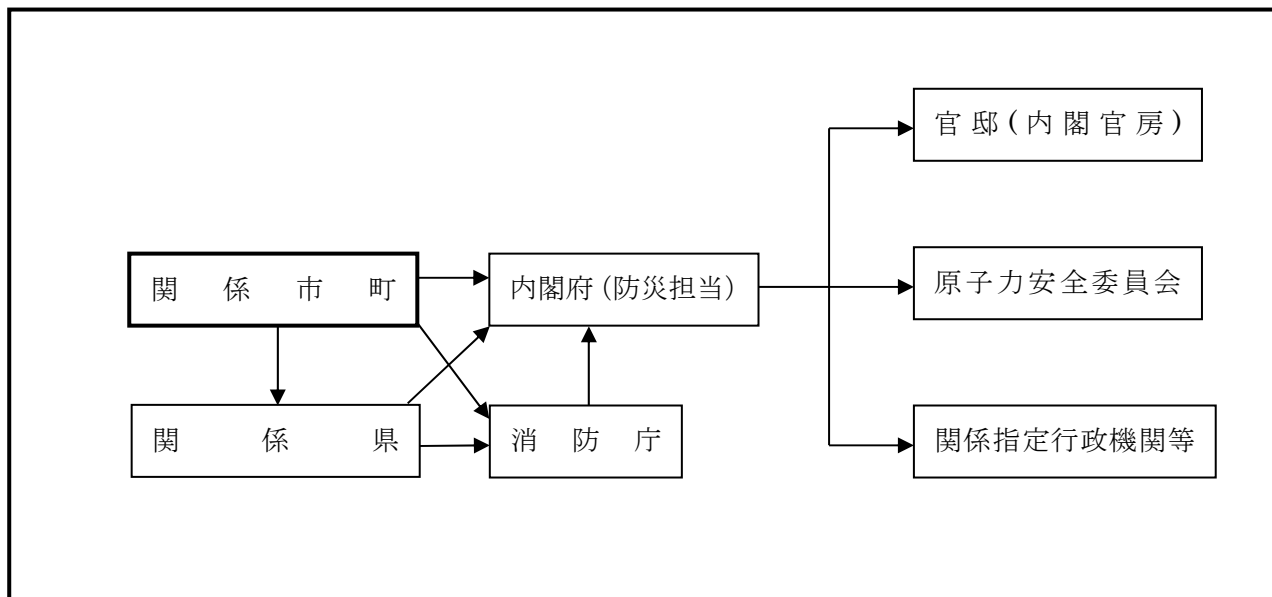 官邸(内閣官房)
関係市町
内閣府(防災担当)
原子力安全委員会
関係県
消防庁
関係指定行政機関等